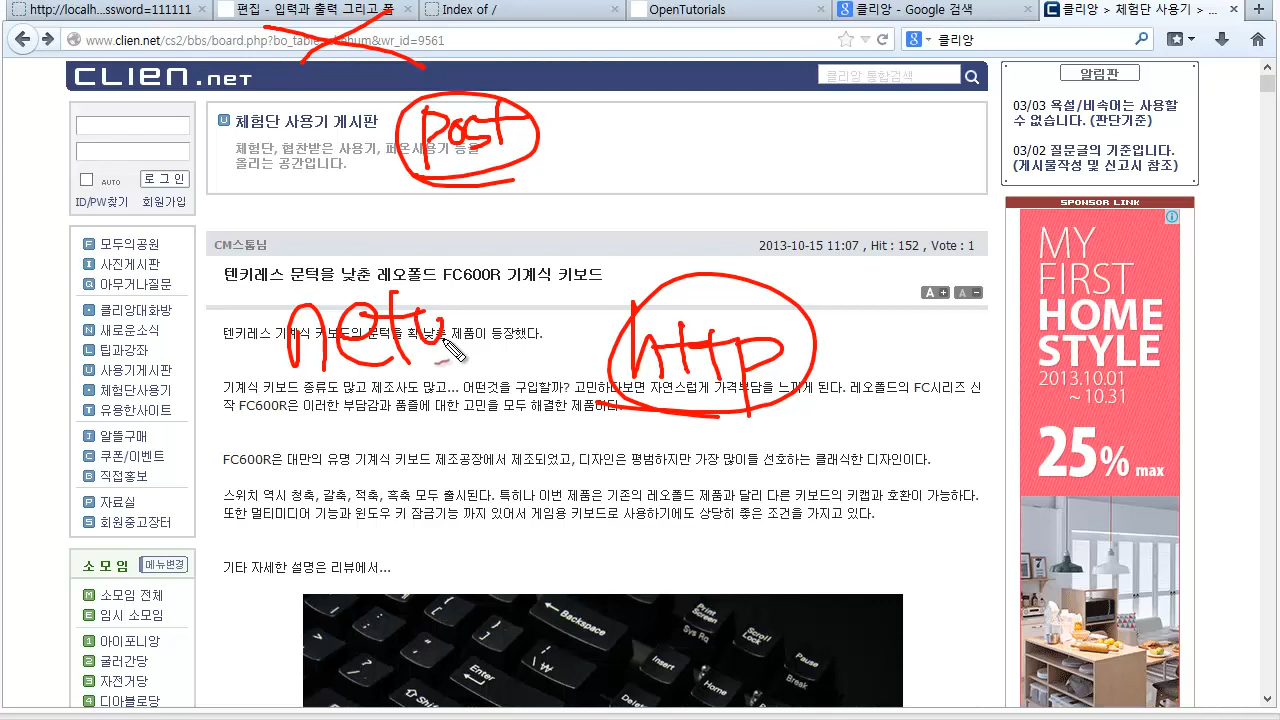 http://localh...ssword=111111
편집 - 입력과 출력 그리고 폼
Index of /
OpenTutorials
클리앙 - Google 검색
클리앙 > 체험단 사용기 > ...
www.clien.net/cs2/bbs/board.php?bo_table=
hum&wr_id=9561
클리앙
CLIEN.NET
클리앙 통합검색
AUTO
로그인
ID/PW찾기 회원가입
체험단 사용기 게시판
체험단, 협찬받은 사용기, 퍼온사용기 등을
올리는 공간입니다.
post
알림판
03/03 욕설/비속어는 사용할
수 없습니다. (판단기준)
03/02 질문글의 기준입니다.
(게시물작성 및 신고시 참조)
SPONSOR LINK
MY
FIRST
HOME
STYLE
2013.10.01
~10.31
25% max
F 모두의공원
I 사진게시판
Q 아무거나질문
클리앙대화방
N 새로운소식
L 팁과강좌
U 사용기게시판
체험단사용기
T 유용한사이트
J 알뜰구매
C 쿠폰/이벤트
B 직접홍보
P 자료실
S 회원중고장터
소모임 메뉴변경
M 소모임 전체
E 임시 소모임
1 아이포니앙
2 굴러간당
3 자전거당
4 디아블로당
CM스톰님
2013-10-15 11:07 , Hit : 152 , Vote : 1
텐키레스 문턱을 낮춘 레오폴드 FC600R 기계식 키보드
A + A -
텐키레스 기계식 키보드의 문턱을 확 낮춘 제품이 등장했다.
netw
http
기계식 키보드 종류도 많고 제조사도 많고... 어떤것을 구입할까? 고민하다보면 자연스럽게 가격부담을 느끼게 된다. 레오폴드의 FC시리즈 신
작 FC600R은 이러한 부담감과 품질에 대한 고민을 모두 해결한 제품이다.
FC600R은 대만의 유명 기계식 키보드 제조공장에서 제조되었고, 디자인은 평범하지만 가장 많이들 선호하는 클래식한 디자인이다.
스위치 역시 청축, 갈축, 적축, 흑축 모두 출시된다. 특히나 이번 제품은 기존의 레오폴드 제품과 달리 다른 키보드의 키캡과 호환이 가능하다.
또한 멀티미디어 기능과 윈도우 키 잠금기능 까지 있어서 게임용 키보드로 사용하기에도 상당히 좋은 조건을 가지고 있다.
기타 자세한 설명은 리뷰에서...
Backspace
Print
Screen
Sys Rq
Scroll
Lock
Pause
Break
Insert
Home
Enter
Shift